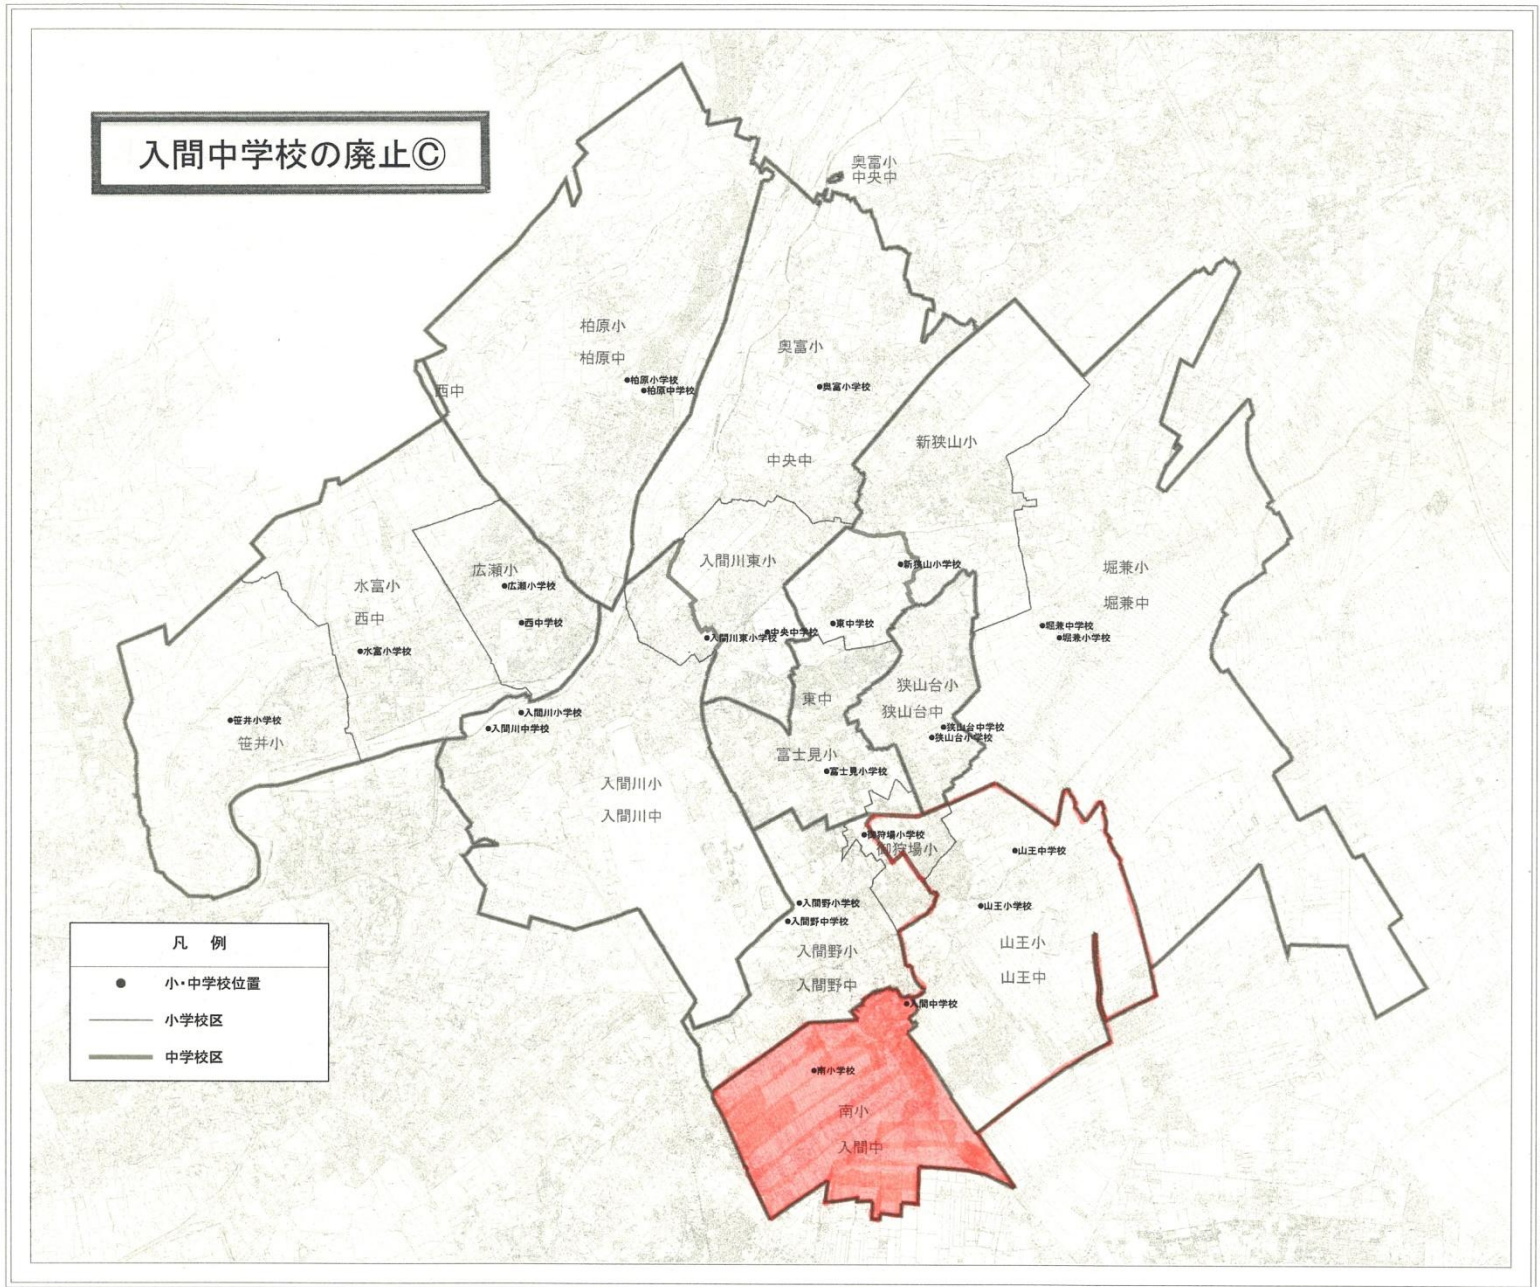 入間中学校の廃止Ⓒ
奥富小
中央中
柏原小
柏原中
●柏原小学校
●柏原中学校
西中
奥富小
●奥富小学校
中央中
新狭山小
入間川東小
●新狭山小学校
堀兼小
堀兼中
●堀兼中学校
●堀兼小学校
水富小
西中
●水富小学校
広瀬小
●広瀬小学校
●西中学校
●入間川東小学校
●中央中学校
●東中学校
東中
狭山台小
狭山台中
●狭山台中学校
●狭山台小学校
●笹井小学校
笹井小
●入間川小学校
●入間川中学校
富士見小
●富士見小学校
入間川小
入間川中
●御狩場小学校
御狩場小
●山王中学校
●山王小学校
山王小
山王中
●入間野小学校
●入間野中学校
入間野小
入間野中
●入間中学校
●南小学校
南小
入間中
凡 例
● 小・中学校位置
小学校区
中学校区